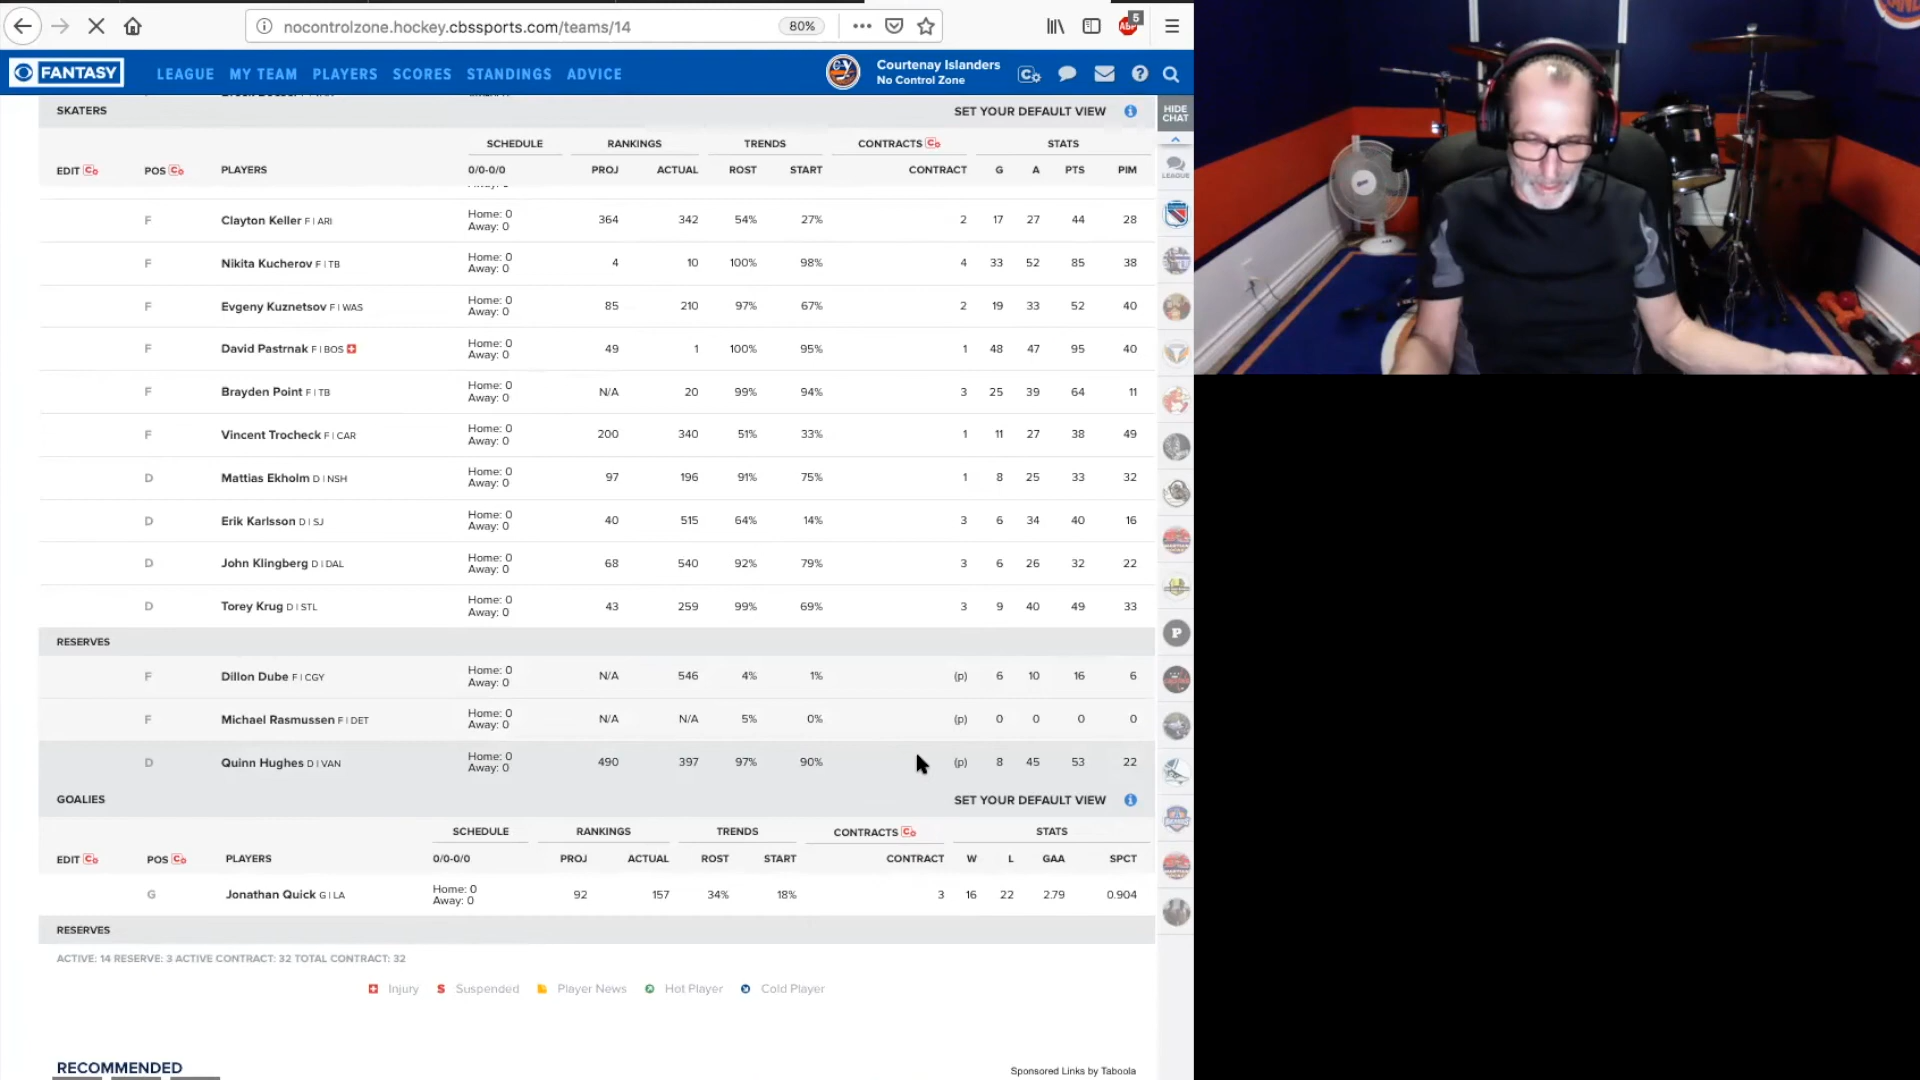 nocontrolzone.hockey.cbssports.com/teams/14
80%
5
FANTASY LEAGUE MY TEAM PLAYERS SCORES STANDINGS ADVICE
Courtenay Islanders
No Control Zone
SKATERS SET YOUR DEFAULT VIEW
HIDE CHAT
SCHEDULE RANKINGS TRENDS CONTRACTS STATS
EDIT POS PLAYERS 0/0-0/0 PROJ ACTUAL ROST START CONTRACT G A PTS PIM
LEAGUE
F Clayton Keller F | ARI Home: 0 Away: 0 364 342 54% 27% 2 17 27 44 28
F Nikita Kucherov F | TB Home: 0 Away: 0 4 10 100% 98% 4 33 52 85 38
F Evgeny Kuznetsov F | WAS Home: 0 Away: 0 85 210 97% 67% 2 19 33 52 40
F David Pastrnak F | BOS Home: 0 Away: 0 49 1 100% 95% 1 48 47 95 40
F Brayden Point F | TB Home: 0 Away: 0 N/A 20 99% 94% 3 25 39 64 11
F Vincent Trocheck F | CAR Home: 0 Away: 0 200 340 51% 33% 1 11 27 38 49
D Mattias Ekholm D | NSH Home: 0 Away: 0 97 196 91% 75% 1 8 25 33 32
D Erik Karlsson D | SJ Home: 0 Away: 0 40 515 64% 14% 3 6 34 40 16
D John Klingberg D | DAL Home: 0 Away: 0 68 540 92% 79% 3 6 26 32 22
D Torey Krug D | STL Home: 0 Away: 0 43 259 99% 69% 3 9 40 49 33
RESERVES
F Dillon Dube F | CGY Home: 0 Away: 0 N/A 546 4% 1% (p) 6 10 16 6
F Michael Rasmussen F | DET Home: 0 Away: 0 N/A N/A 5% 0% (p) 0 0 0 0
D Quinn Hughes D | VAN Home: 0 Away: 0 490 397 97% 90% (p) 8 45 53 22
GOALIES SET YOUR DEFAULT VIEW
SCHEDULE RANKINGS TRENDS CONTRACTS STATS
EDIT POS PLAYERS 0/0-0/0 PROJ ACTUAL ROST START CONTRACT W L GAA SPCT
G Jonathan Quick G | LA Home: 0 Away: 0 92 157 34% 18% 3 16 22 2.79 0.904
RESERVES
ACTIVE: 14 RESERVE: 3 ACTIVE CONTRACT: 32 TOTAL CONTRACT: 32
Injury S Suspended Player News Hot Player Cold Player
RECOMMENDED
Sponsored Links by Taboola